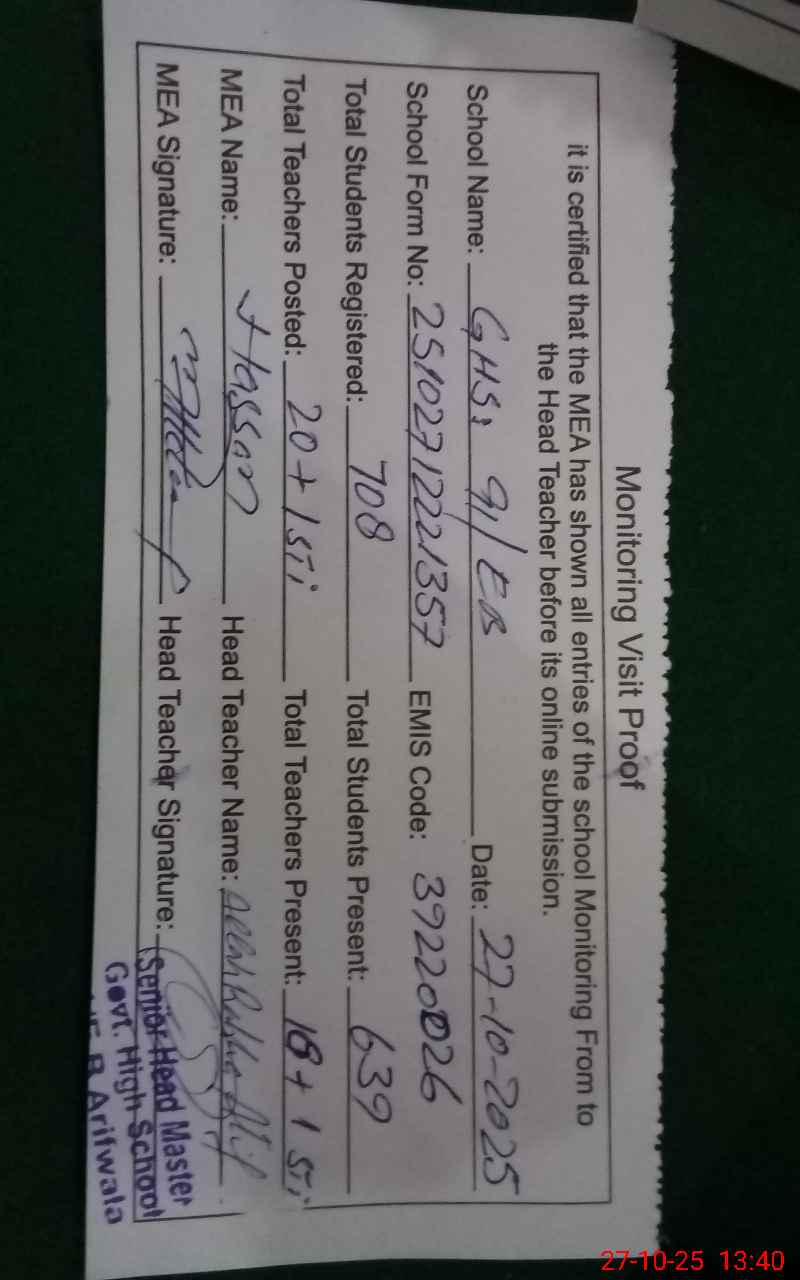 Monitoring Visit Proof
it is certified that the MEA has shown all entries of the school Monitoring From to
the Head Teacher before its online submission.
School Name: GHS: 91/EB Date: 27-10-2025
School Form No: 2510271221357 EMIS Code: 39220026
Total Students Registered: 708 Total Students Present: 639
Total Teachers Posted: 20+1 STI Total Teachers Present: 18+1 STI
MEA Name: Hassan Head Teacher Name:
MEA Signature: Head Teacher Signature:
Senior Head Master
Govt. High School
Arifwala
27-10-25 13:40